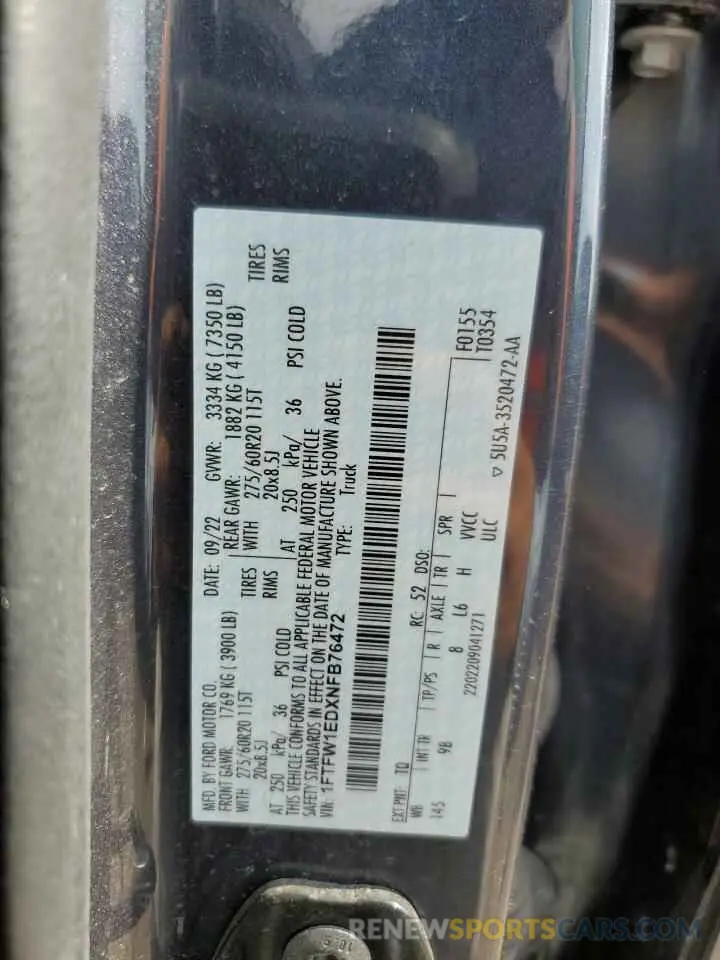 MFD. BY FORD MOTOR CO.
DATE: 09/22 GVWR: 3334 KG ( 7350 LB)
FRONT GAWR: 1769 KG ( 3900 LB) REAR GAWR: 1882 KG ( 4150 LB)
WITH 275/60R20 115T TIRES WITH 275/60R20 115T TIRES
20x8.5J RIMS 20x8.5J RIMS
AT 250 kPa/ 36 PSI COLD AT 250 kPa/ 36 PSI COLD
THIS VEHICLE CONFORMS TO ALL APPLICABLE FEDERAL MOTOR VEHICLE
SAFETY STANDARDS IN EFFECT ON THE DATE OF MANUFACTURE SHOWN ABOVE.
VIN: 1FTFW1EDXNFB76472 TYPE: Truck
EXT PNT: TQ RC: 52 DSO: F0155
WB INT TR TP/PS R AXLE TR SPR T0354
145 9B 8 L6 H VVCC
2202209041271 ULC
▽ 5U5A-3520472-AA
RENEWSPORTSCAR.COM